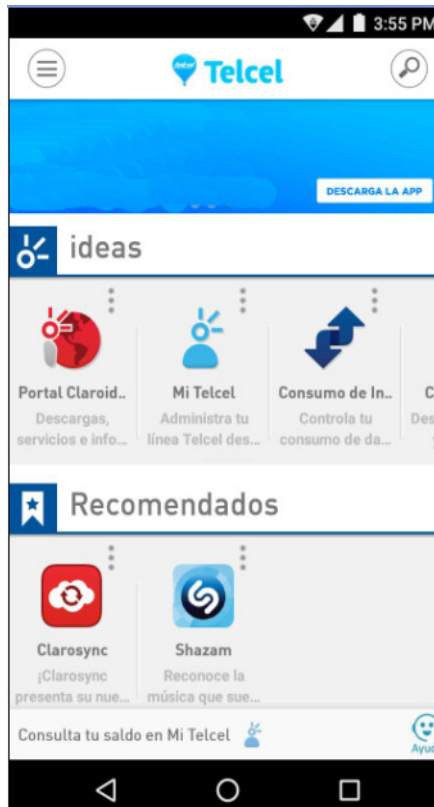 3:55 PM
Telcel
DESCARGA LA APP
ideas
Portal Claroid..
Descargas,
servicios e info...
Mi Telcel
Administra tu
línea Telcel des...
Consumo de In..
Controla tu
consumo de da...
C
Des
Recomendados
Clarosync
¡Clarosync
presenta su nue...
Shazam
Reconoce la
música que sue...
Consulta tu saldo en Mi Telcel
Ayud